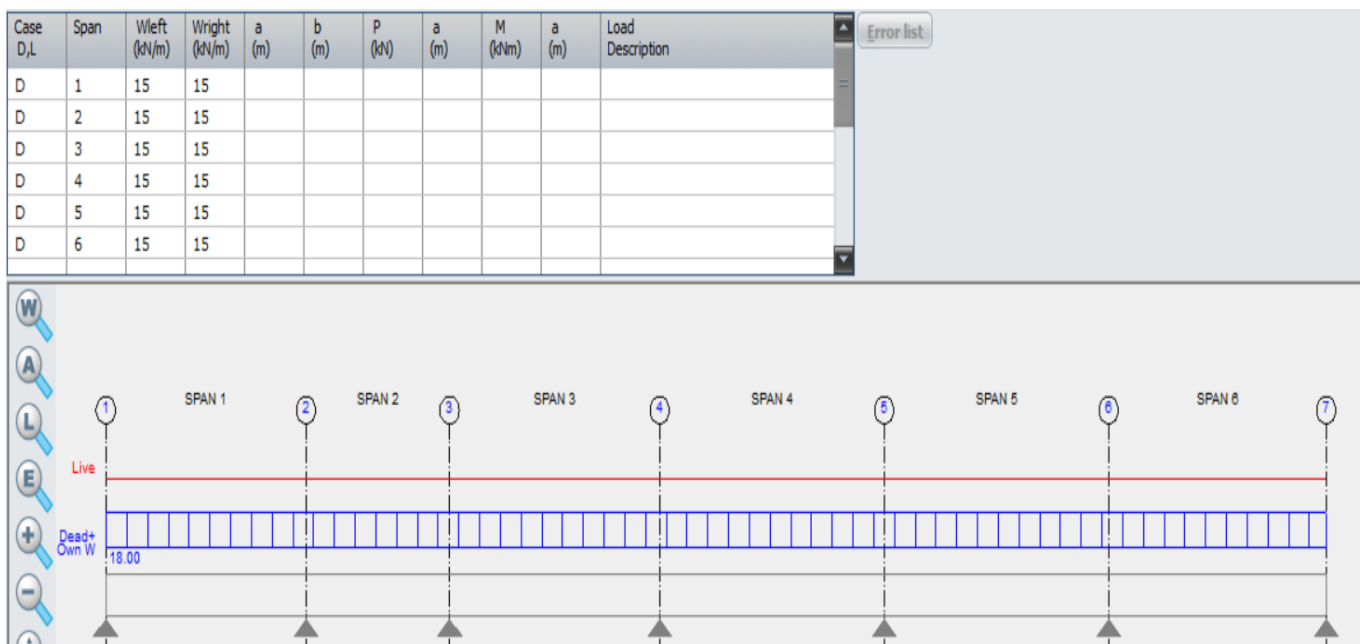 Case Span Wleft Wright a b P a M a Load
D,L (kN/m) (kN/m) (m) (m) (kN) (m) (kNm) (m) Description
Error list
D 1 15 15
D 2 15 15
D 3 15 15
D 4 15 15
D 5 15 15
D 6 15 15
W
A
L
E
SPAN 1 SPAN 2 SPAN 3 SPAN 4 SPAN 5 SPAN 6
1 2 3 4 5 6 7
Live
Dead+
Own W
18.00